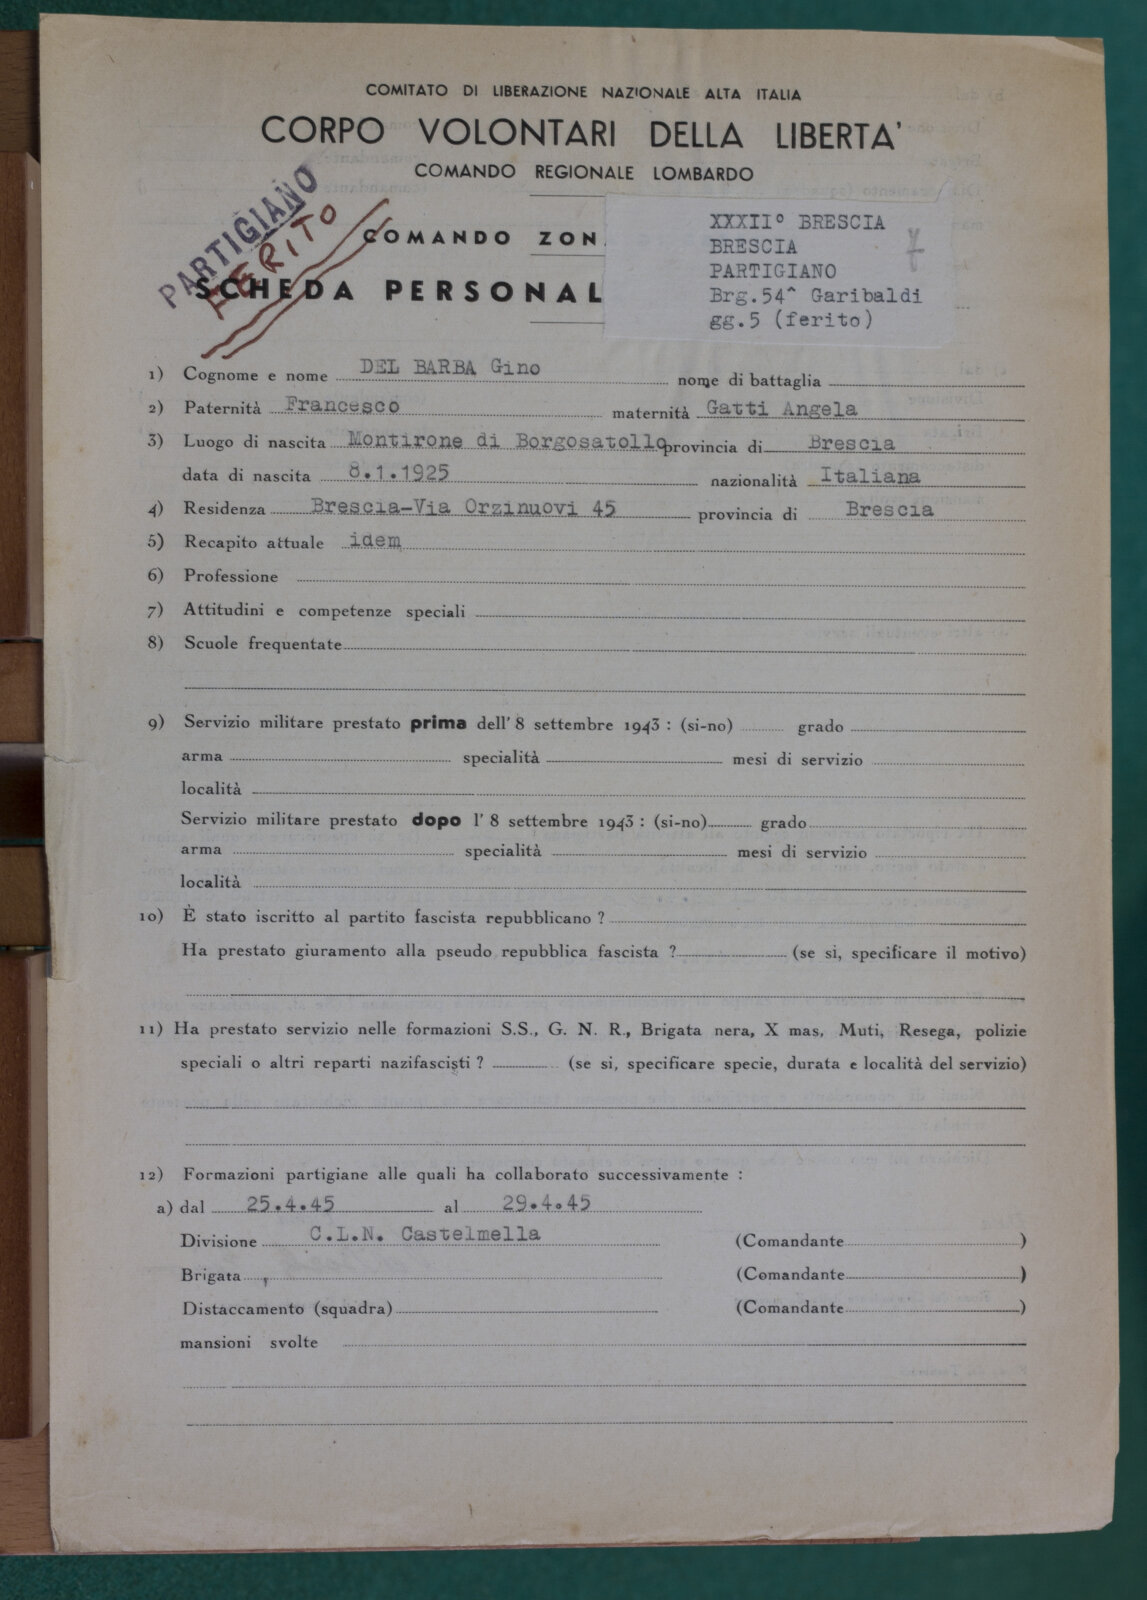 COMITATO DI LIBERAZIONE NAZIONALE ALTA ITALIA
CORPO VOLONTARI DELLA LIBERTA'
COMANDO REGIONALE LOMBARDO
PARTIGIANO
FERITO
COMANDO ZON
SCHEDA PERSONAL
XXXII° BRESCIA
BRESCIA
PARTIGIANO
Brg.54^ Garibaldi
gg.5 (ferito)
1) Cognome e nome DEL BARBA Gino nome di battaglia
2) Paternità Francesco maternità Gatti Angela
3) Luogo di nascita Montirone di Borgosatollo provincia di Brescia
data di nascita 8.1.1925 nazionalità Italiana
4) Residenza Brescia-Via Orzinuovi 45 provincia di Brescia
5) Recapito attuale idem
6) Professione
7) Attitudini e competenze speciali
8) Scuole frequentate
9) Servizio militare prestato prima dell' 8 settembre 1943 : (si-no) grado
arma specialità mesi di servizio
località
Servizio militare prestato dopo l' 8 settembre 1943 : (si-no) grado
arma specialità mesi di servizio
località
10) È stato iscritto al partito fascista repubblicano ?
Ha prestato giuramento alla pseudo repubblica fascista ? (se si, specificare il motivo)
11) Ha prestato servizio nelle formazioni S.S., G. N. R., Brigata nera, X mas, Muti, Resega, polizie
speciali o altri reparti nazifascisti ? (se si, specificare specie, durata e località del servizio)
12) Formazioni partigiane alle quali ha collaborato successivamente :
a) dal 25.4.45 al 29.4.45
Divisione C.L.N. Castelmella (Comandante )
Brigata (Comandante )
Distaccamento (squadra) (Comandante )
mansioni svolte